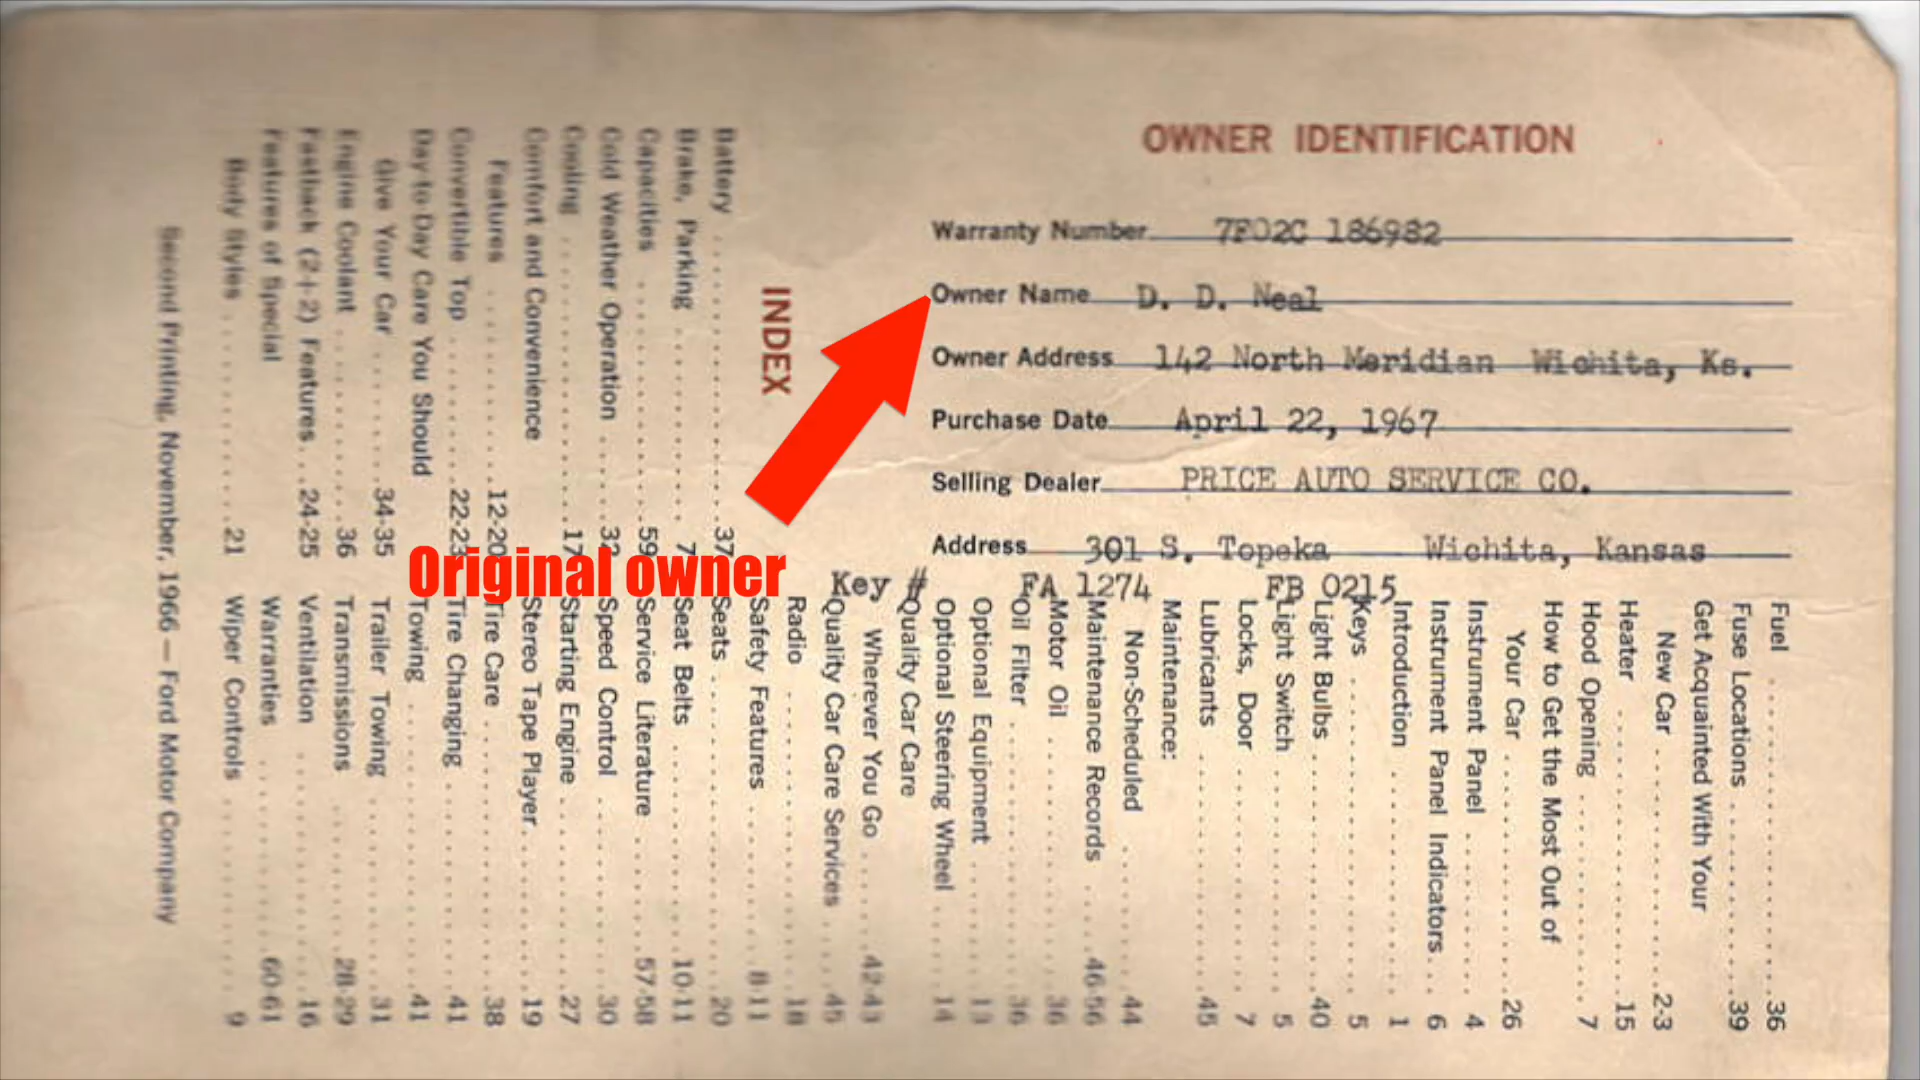 OWNER IDENTIFICATION
Warranty Number 7F02C 186982
Owner Name D. D. Neal
Owner Address 142 North Meridian Wichita, Ks.
Purchase Date April 22, 1967
Selling Dealer PRICE AUTO SERVICE CO.
Address 301 S. Topeka Wichita, Kansas
Key # FA 1274 FB 0215
Original owner
INDEX
Battery 37
Brake, Parking 7
Capacities 59
Cold Weather Operation 32
Cooling 17
Comfort and Convenience
Features 12-20
Convertible Top 22-23
Day-to-Day Care You Should
Give Your Car 34-35
Engine Coolant 36
Fastback (2+2) Features 24-25
Features of Special
Body Styles 21
Fuel 36
Fuse Locations 39
Get Acquainted With Your
New Car 2-3
Heater 15
Hood Opening 7
How to Get the Most Out of
Your Car 26
Instrument Panel 4
Instrument Panel Indicators 6
Introduction 1
Keys 5
Light Bulbs 40
Light Switch 5
Locks, Door 7
Lubricants 45
Maintenance:
Non-Scheduled 44
Maintenance Records 46-56
Motor Oil 36
Oil Filter 36
Optional Equipment 13
Optional Steering Wheel 14
Quality Car Care
Wherever You Go 42-43
Quality Car Care Services 45
Radio 18
Safety Features 8-11
Seats 20
Seat Belts 10-11
Service Literature 57-58
Speed Control 30
Starting Engine 27
Stereo Tape Player 19
Tire Care 38
Tire Changing 41
Towing 41
Trailer Towing 31
Transmissions 28-29
Ventilation 16
Warranties 60-61
Wiper Controls 9
Second Printing, November, 1966 — Ford Motor Company